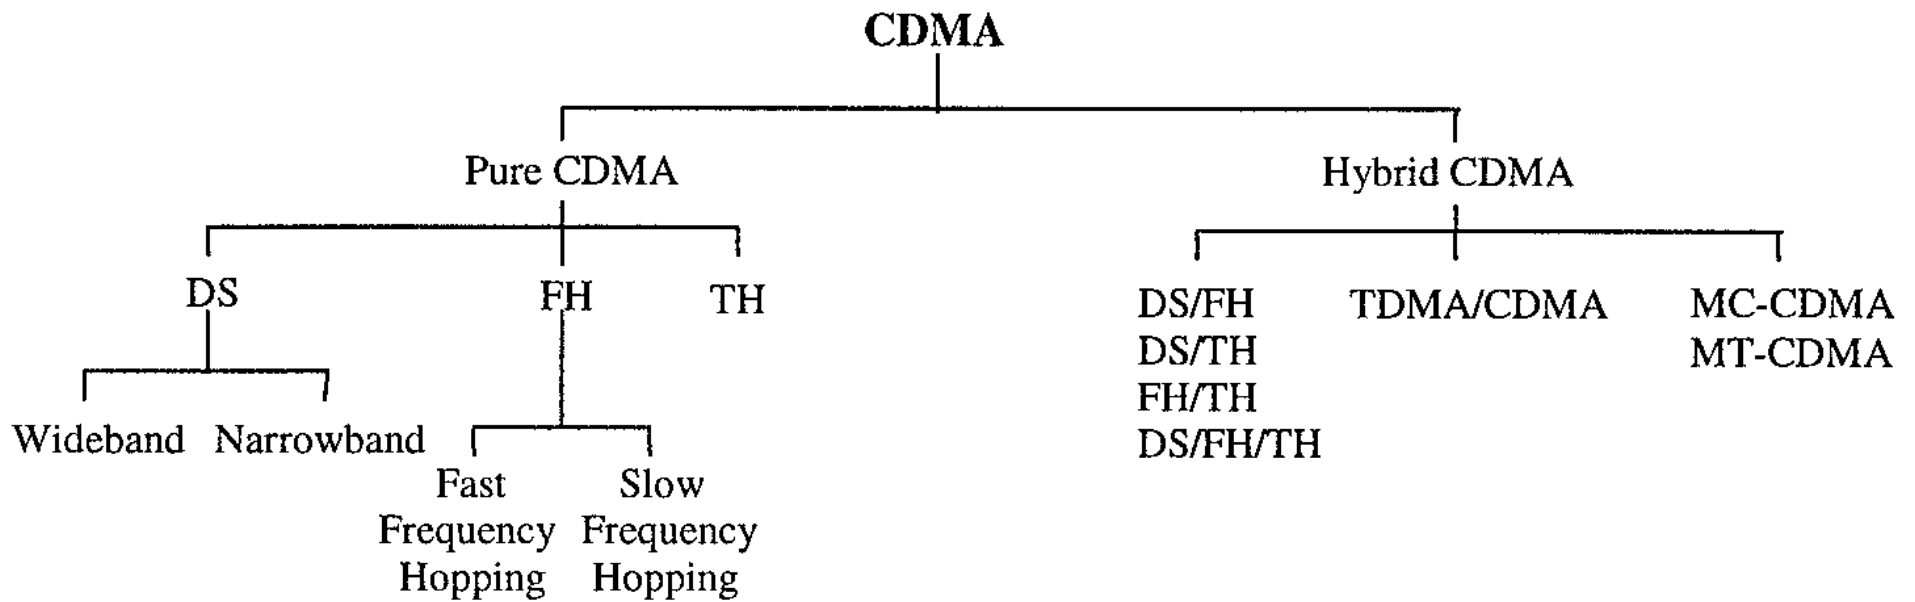 CDMA
Pure CDMA
Hybrid CDMA
DS
FH
TH
DS/FH
DS/TH
FH/TH
DS/FH/TH
TDMA/CDMA
MC-CDMA
MT-CDMA
Wideband
Narrowband
Fast
Frequency
Hopping
Slow
Frequency
Hopping